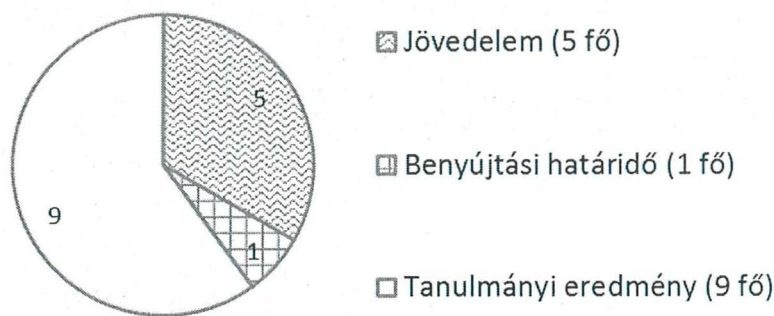 5
1
9
Jövedelem (5 fő)
Benyújtási határidő (1 fő)
Tanulmányi eredmény (9 fő)